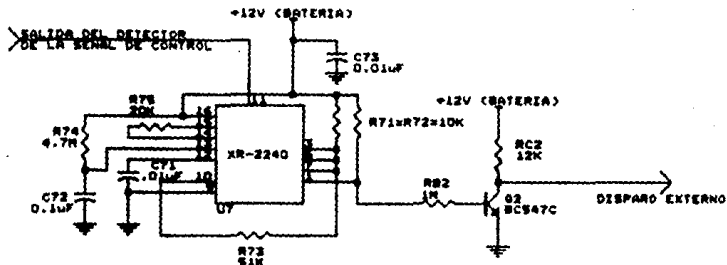 +12V (BATERIA)
SALIDA DEL DETECTOR
DE LA SENAL DE CONTROL
C73
0.01uF
11
R75
20K
16
R74
4.7M
XR-2240
R71=R72=10K
+12V (BATERIA)
RC2
12K
C71
.01uF
10
U7
C72
0.1uF
RB2
1M
Q2
BC547C
DISPARO EXTERNO
R73
51K